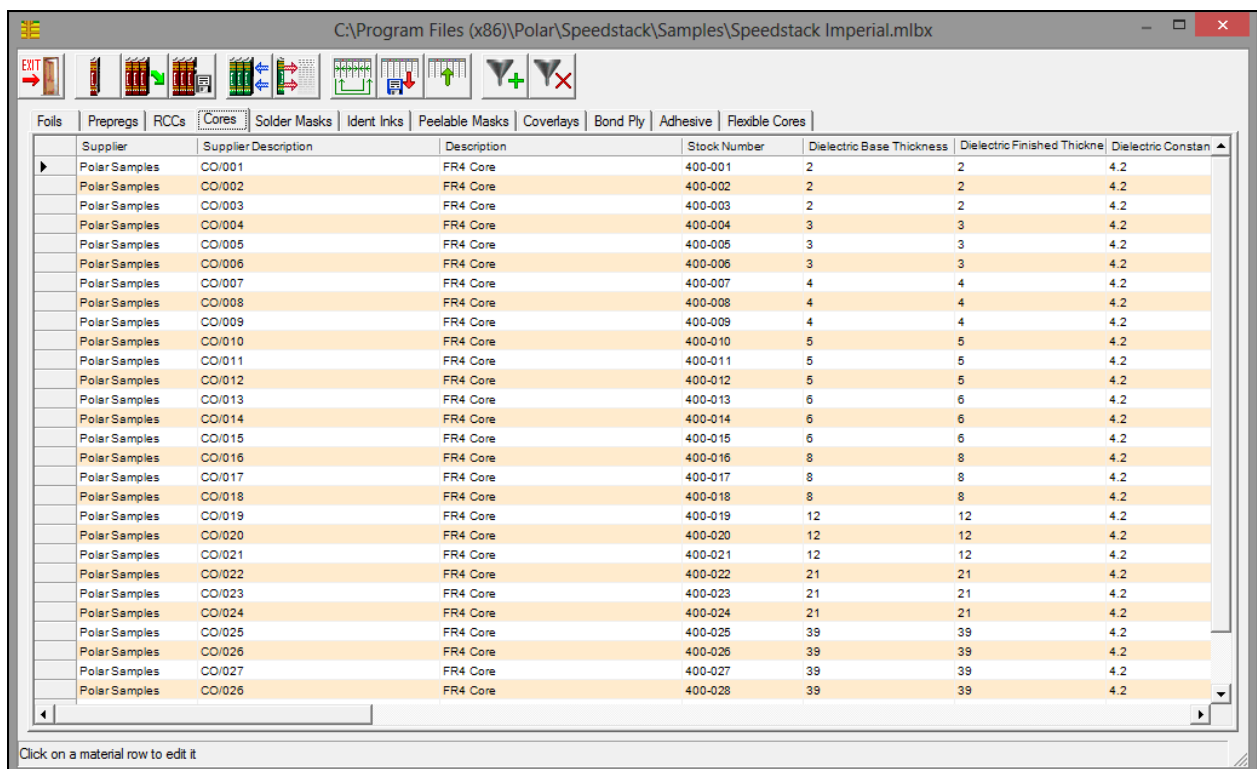 C:\Program Files (x86)\Polar\Speedstack\Samples\Speedstack Imperial.mlbx
EXIT
Foils Prepregs RCCs Cores Solder Masks Ident Inks Peelable Masks Coverlays Bond Ply Adhesive Flexible Cores
Supplier Supplier Description Description Stock Number Dielectric Base Thickness Dielectric Finished Thickne Dielectric Constan
Polar Samples CO/001 FR4 Core 400-001 2 2 4.2
Polar Samples CO/002 FR4 Core 400-002 2 2 4.2
Polar Samples CO/003 FR4 Core 400-003 2 2 4.2
Polar Samples CO/004 FR4 Core 400-004 3 3 4.2
Polar Samples CO/005 FR4 Core 400-005 3 3 4.2
Polar Samples CO/006 FR4 Core 400-006 3 3 4.2
Polar Samples CO/007 FR4 Core 400-007 4 4 4.2
Polar Samples CO/008 FR4 Core 400-008 4 4 4.2
Polar Samples CO/009 FR4 Core 400-009 4 4 4.2
Polar Samples CO/010 FR4 Core 400-010 5 5 4.2
Polar Samples CO/011 FR4 Core 400-011 5 5 4.2
Polar Samples CO/012 FR4 Core 400-012 5 5 4.2
Polar Samples CO/013 FR4 Core 400-013 6 6 4.2
Polar Samples CO/014 FR4 Core 400-014 6 6 4.2
Polar Samples CO/015 FR4 Core 400-015 6 6 4.2
Polar Samples CO/016 FR4 Core 400-016 8 8 4.2
Polar Samples CO/017 FR4 Core 400-017 8 8 4.2
Polar Samples CO/018 FR4 Core 400-018 8 8 4.2
Polar Samples CO/019 FR4 Core 400-019 12 12 4.2
Polar Samples CO/020 FR4 Core 400-020 12 12 4.2
Polar Samples CO/021 FR4 Core 400-021 12 12 4.2
Polar Samples CO/022 FR4 Core 400-022 21 21 4.2
Polar Samples CO/023 FR4 Core 400-023 21 21 4.2
Polar Samples CO/024 FR4 Core 400-024 21 21 4.2
Polar Samples CO/025 FR4 Core 400-025 39 39 4.2
Polar Samples CO/026 FR4 Core 400-026 39 39 4.2
Polar Samples CO/027 FR4 Core 400-027 39 39 4.2
Polar Samples CO/026 FR4 Core 400-028 39 39 4.2
Click on a material row to edit it